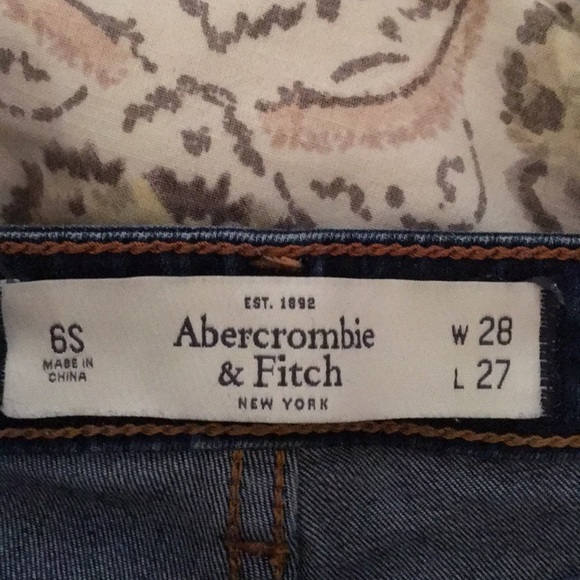 6S
MADE IN
CHINA
EST. 1892
Abercrombie
& Fitch
NEW YORK
W 28
L 27